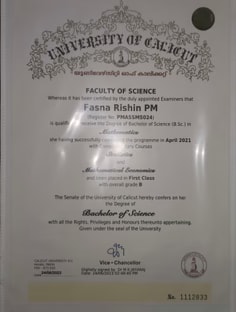 UNIVERSITY OF CALICUT
FACULTY OF SCIENCE
Whereas it has been certified by the duly appointed Examiners that
Fasna Rishin PM
(Register No: PMASSMS024)
is qualified to receive the Degree of Bachelor of Science (B.Sc.) in
Mathematics
she having successfully completed the programme in April 2021
with Complementary Courses
Statistics
and
Mathematical Economics
and been placed in First Class
with overall grade B
The Senate of the University of Calicut hereby confers on her
the Degree of
Bachelor of Science
with all the Rights, Privileges and Honours thereunto appertaining.
Given under the seal of the University
Vice-Chancellor
Digitally signed by
No. 1112833